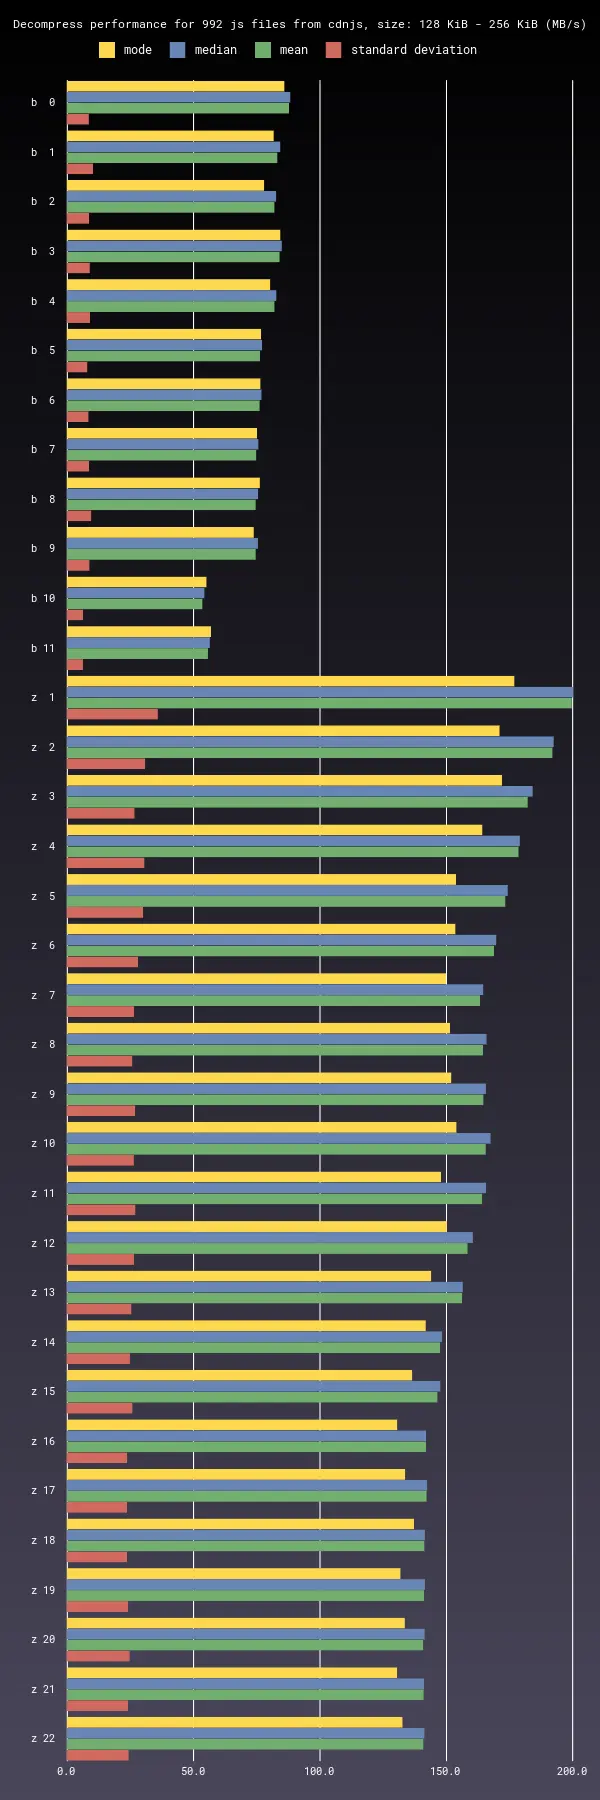 Decompress performance for 992 js files from cdnjs, size: 128 KiB - 256 KiB (MB/s)
mode median mean standard deviation
b 0
b 1
b 2
b 3
b 4
b 5
b 6
b 7
b 8
b 9
b 10
b 11
z 1
z 2
z 3
z 4
z 5
z 6
z 7
z 8
z 9
z 10
z 11
z 12
z 13
z 14
z 15
z 16
z 17
z 18
z 19
z 20
z 21
z 22
0.0 50.0 100.0 150.0 200.0